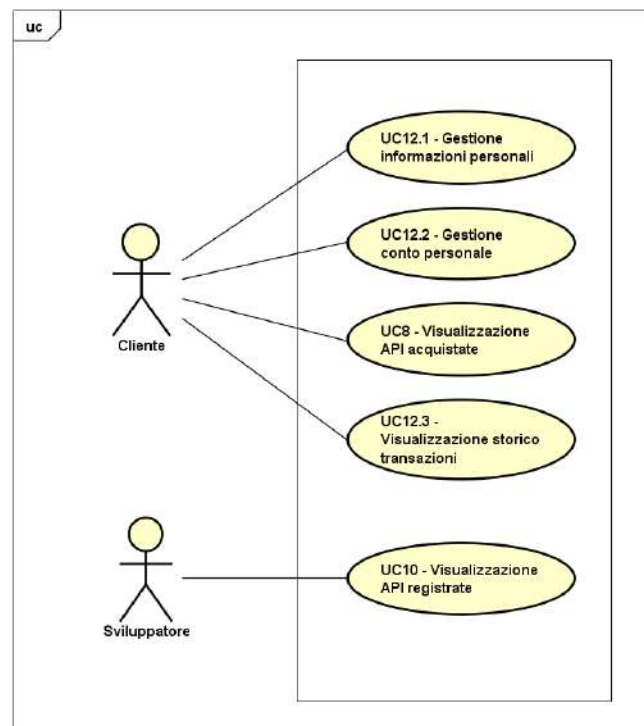 uc
UC12.1 - Gestione
informazioni personali
UC12.2 - Gestione
conto personale
UC8 - Visualizzazione
API acquistate
Cliente
UC12.3 -
Visualizzazione storico
transazioni
UC10 - Visualizzazione
API registrate
Sviluppatore